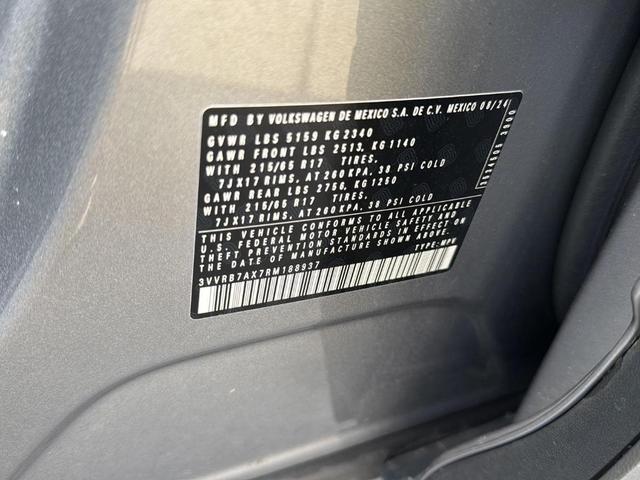 MFD BY VOLKSWAGEN DE MEXICO S.A. DE C.V. MEXICO 08/24
GVWR LBS 5159 KG 2340
GAWR FRONT LBS 2513, KG 1140
WITH 215/65 R17 TIRES.
7JX17 RIMS, AT 260 KPA, 38 PSI COLD
GAWR REAR LBS 2756, KG 1250
WITH 215/65 R17 TIRES.
7JX17 RIMS, AT 260 KPA, 38 PSI COLD
THIS VEHICLE CONFORMS TO ALL APPLICABLE
U.S. FEDERAL MOTOR VEHICLE SAFETY AND
THEFT PREVENTION STANDARDS IN EFFECT ON
THE DATE OF MANUFACTURE SHOWN ABOVE.
3VVRB7AX7RM188937 TYPE: MPV